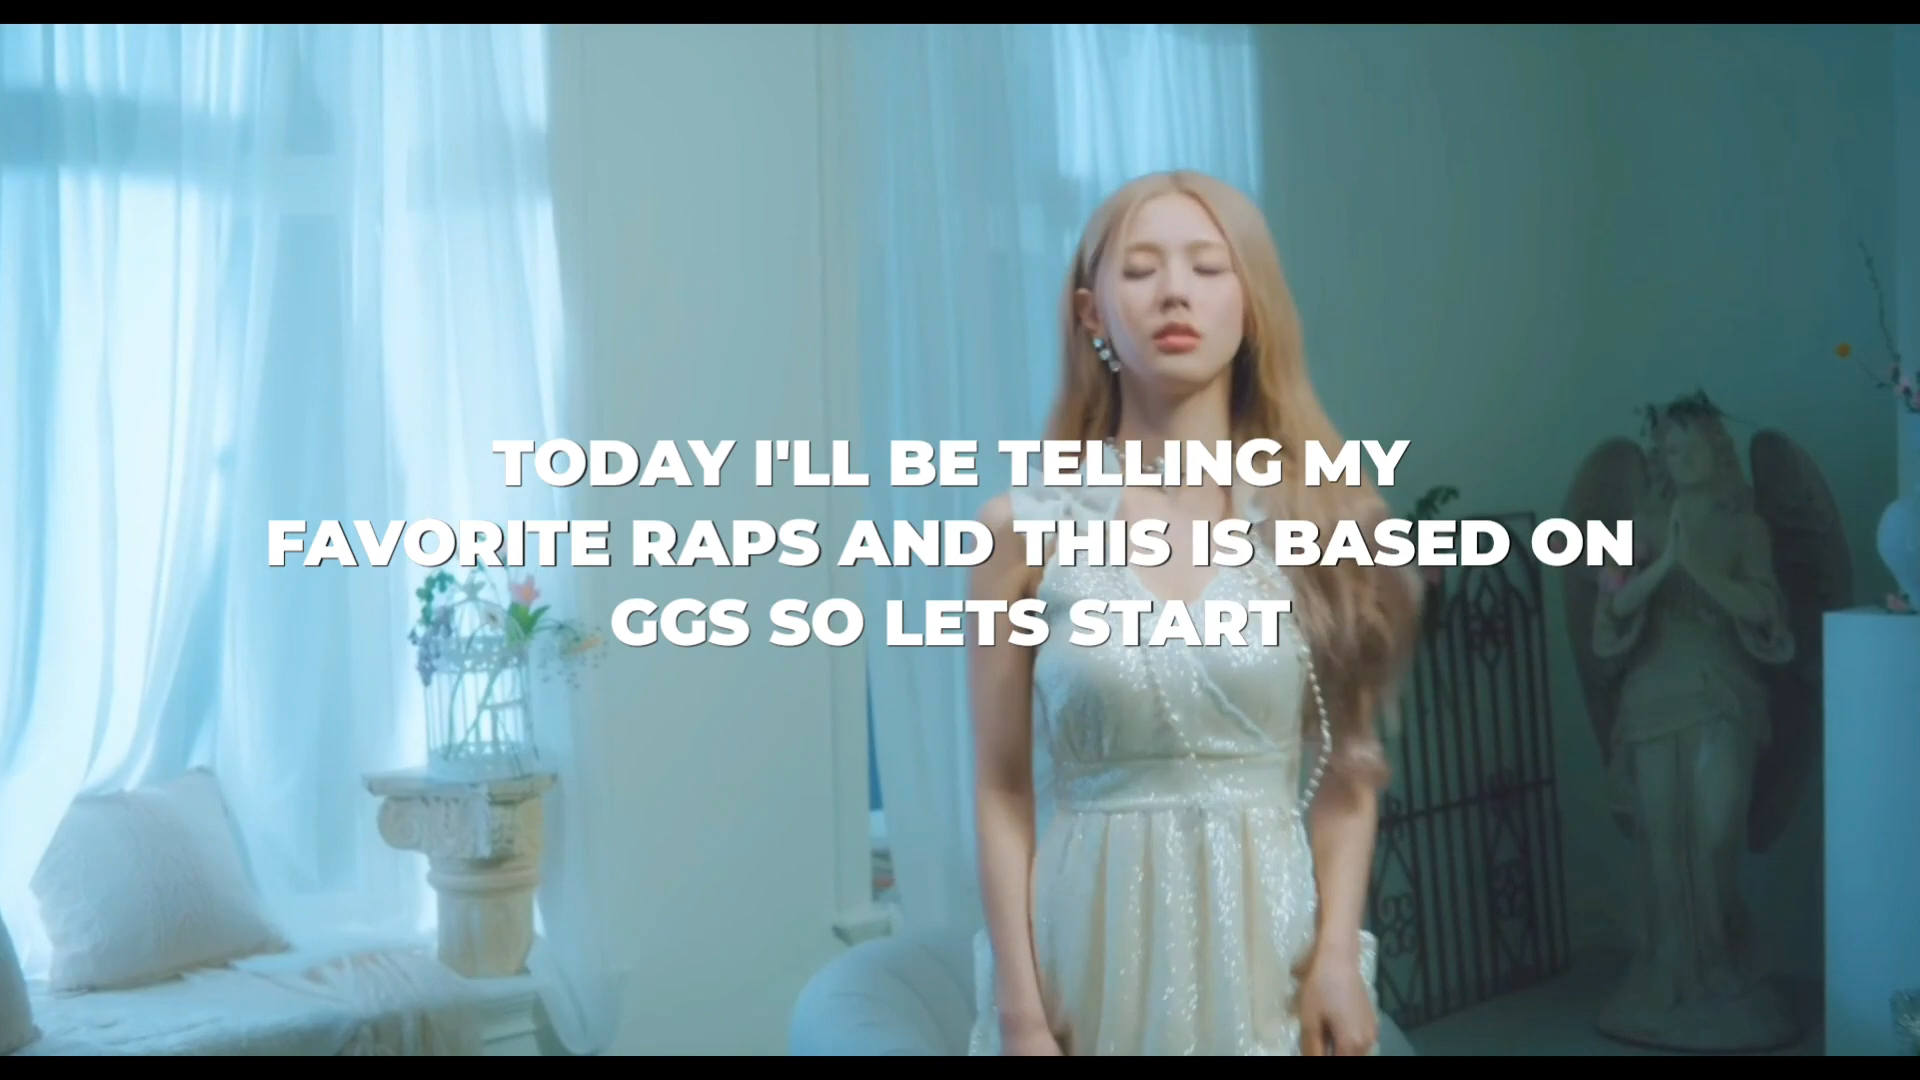 TODAY I'LL BE TELLING MY
FAVORITE RAPS AND THIS IS BASED ON
GGS SO LETS START